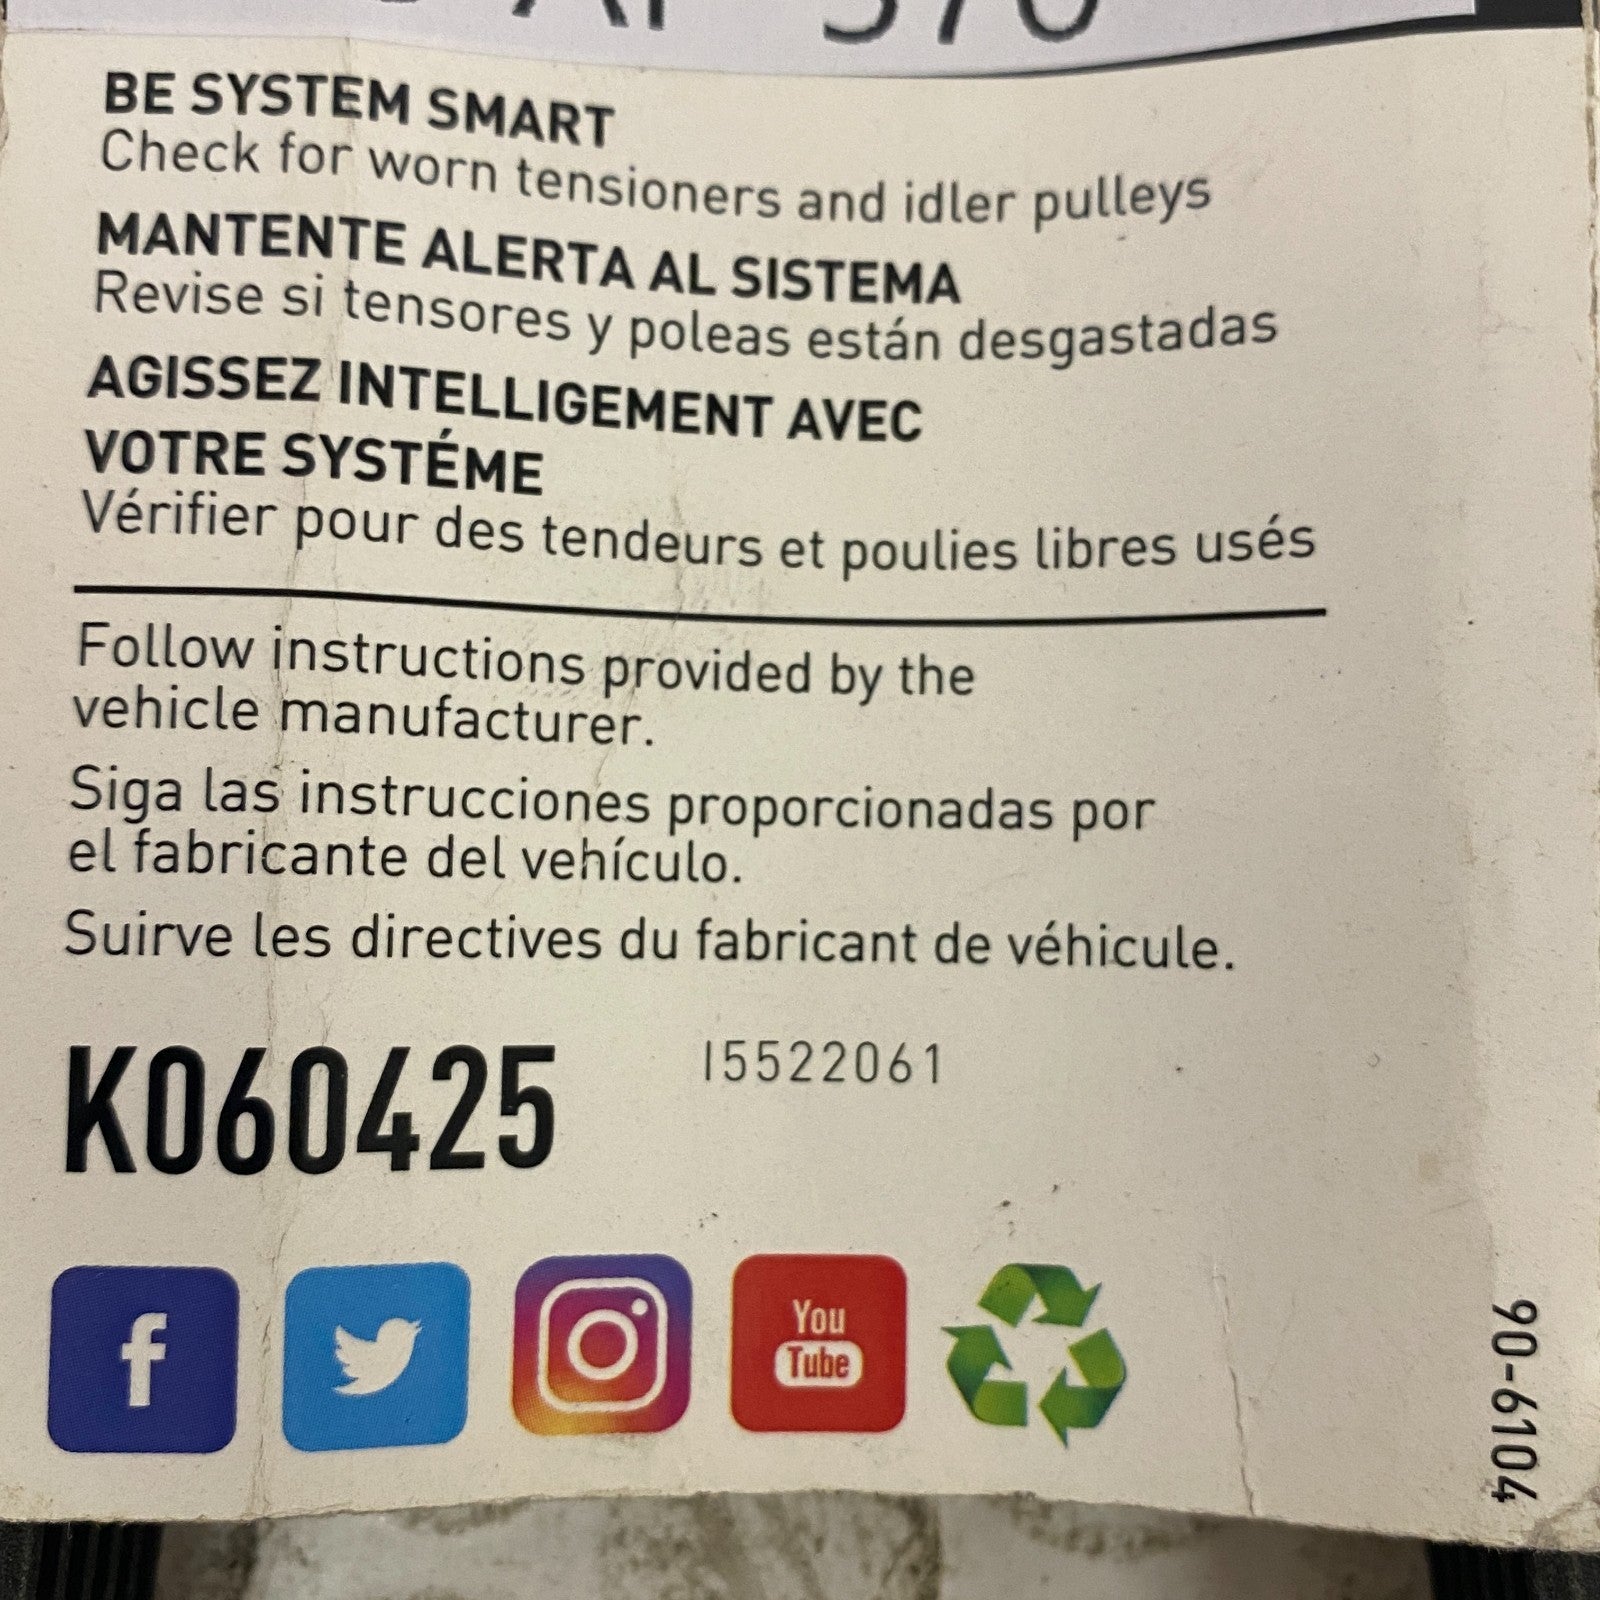 BE SYSTEM SMART
Check for worn tensioners and idler pulleys
MANTENTE ALERTA AL SISTEMA
Revise si tensores y poleas están desgastadas
AGISSEZ INTELLIGEMENT AVEC
VOTRE SYSTÉME
Vérifier pour des tendeurs et poulies libres usés
Follow instructions provided by the
vehicle manufacturer.
Siga las instrucciones proporcionadas por
el fabricante del vehículo.
Suirve les directives du fabricant de véhicule.
K060425 I5522061
f
You
Tube
90-6104